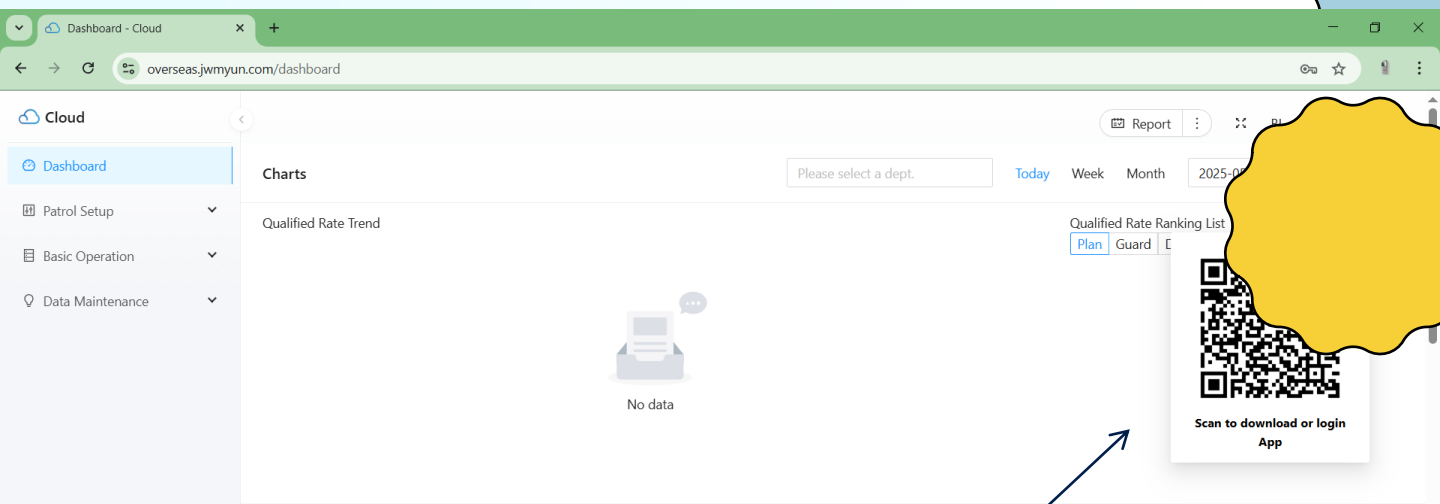 Dashboard - Cloud
overseas.jwmyun.com/dashboard
Cloud
Report
Dashboard
Charts
Please select a dept.
Today
Week
Month
2025-0
Patrol Setup
Qualified Rate Trend
Qualified Rate Ranking List
Plan
Guard
Basic Operation
Data Maintenance
No data
Scan to download or login
App